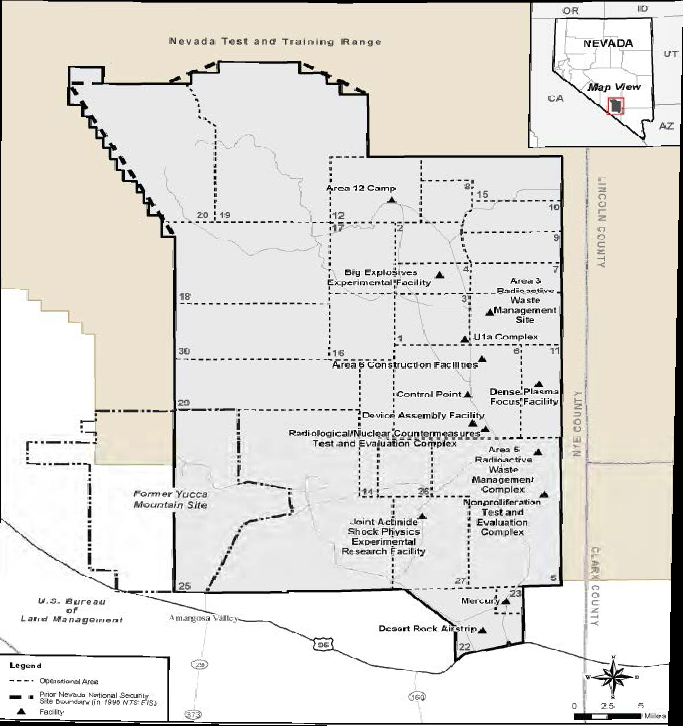 Nevada Test and Training Range
OR
ID
NEVADA
UT
Map View
CA
AZ
LINCOLN COUNTY
Area 12 Camp
8
15
10
20
19
12
17
2
9
Big Explosives
Experimental Facility
4
7
Area 3
Radioactive
Waste
Management
Site
18
3
1
U1a Complex
30
16
6
11
Area 6 Construction Facilities
Control Point
Dense Plasma
Focus Facility
NYE COUNTY
29
Device Assembly Facility
Radiological/Nuclear Countermeasures
Test and Evaluation Complex
Area 5
Radioactive
Waste
Management
Complex
Former Yucca
Mountain Site
14
26
Nonproliferation
Test and
Evaluation
Complex
Joint Actinide
Shock Physics
Experimental
Research Facility
CLARK COUNTY
25
27
5
U.S. Bureau
of
Land Management
Amargosa Valley
Mercury
23
Desert Rock Airstrip
22
95
160
373
Legend
Operational Area
Prior Nevada National Security
Site Boundary (in 1996 NTS EIS)
Facility
0
2.5
5
Miles